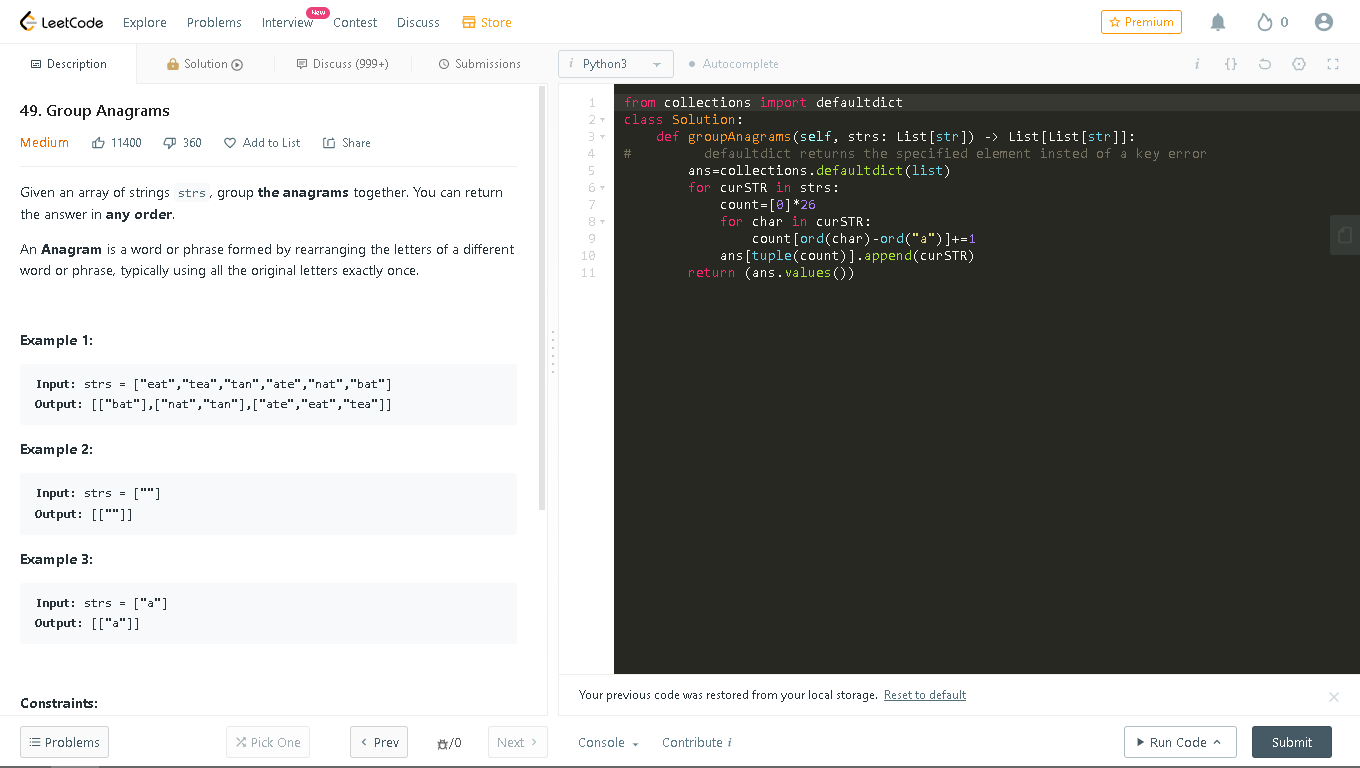 LeetCode Explore Problems Interview New Contest Discuss Store Premium 0
Description Solution Discuss (999+) Submissions i Python3 Autocomplete i {}
49. Group Anagrams
Medium 11400 360 Add to List Share
Given an array of strings strs, group the anagrams together. You can return
the answer in any order.
An Anagram is a word or phrase formed by rearranging the letters of a different
word or phrase, typically using all the original letters exactly once.
Example 1:
Input: strs = ["eat","tea","tan","ate","nat","bat"]
Output: [["bat"],["nat","tan"],["ate","eat","tea"]]
Example 2:
Input: strs = [""]
Output: [[""]]
Example 3:
Input: strs = ["a"]
Output: [["a"]]
Constraints:
1 from collections import defaultdict
2 class Solution:
3     def groupAnagrams(self, strs: List[str]) -> List[List[str]]:
4 #         defaultdict returns the specified element insted of a key error
5         ans=collections.defaultdict(list)
6         for curSTR in strs:
7             count=[0]*26
8             for char in curSTR:
9                 count[ord(char)-ord("a")]+=1
10             ans[tuple(count)].append(curSTR)
11         return (ans.values())
Your previous code was restored from your local storage. Reset to default
Problems Pick One Prev /0 Next Console Contribute i Run Code Submit